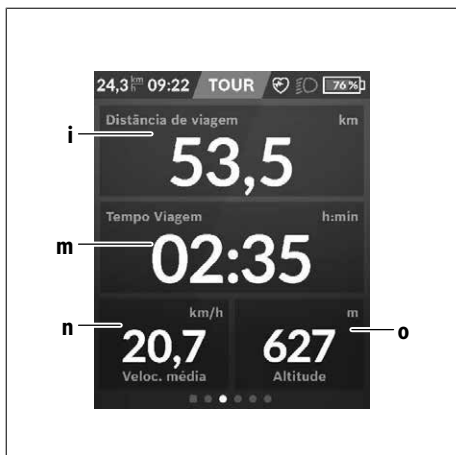 24,3 km/h 09:22 TOUR 76 %
Distância de viagem km
i
53,5
Tempo Viagem h:min
m
02:35
km/h m
n
o
20,7 627
Veloc. média Altitude